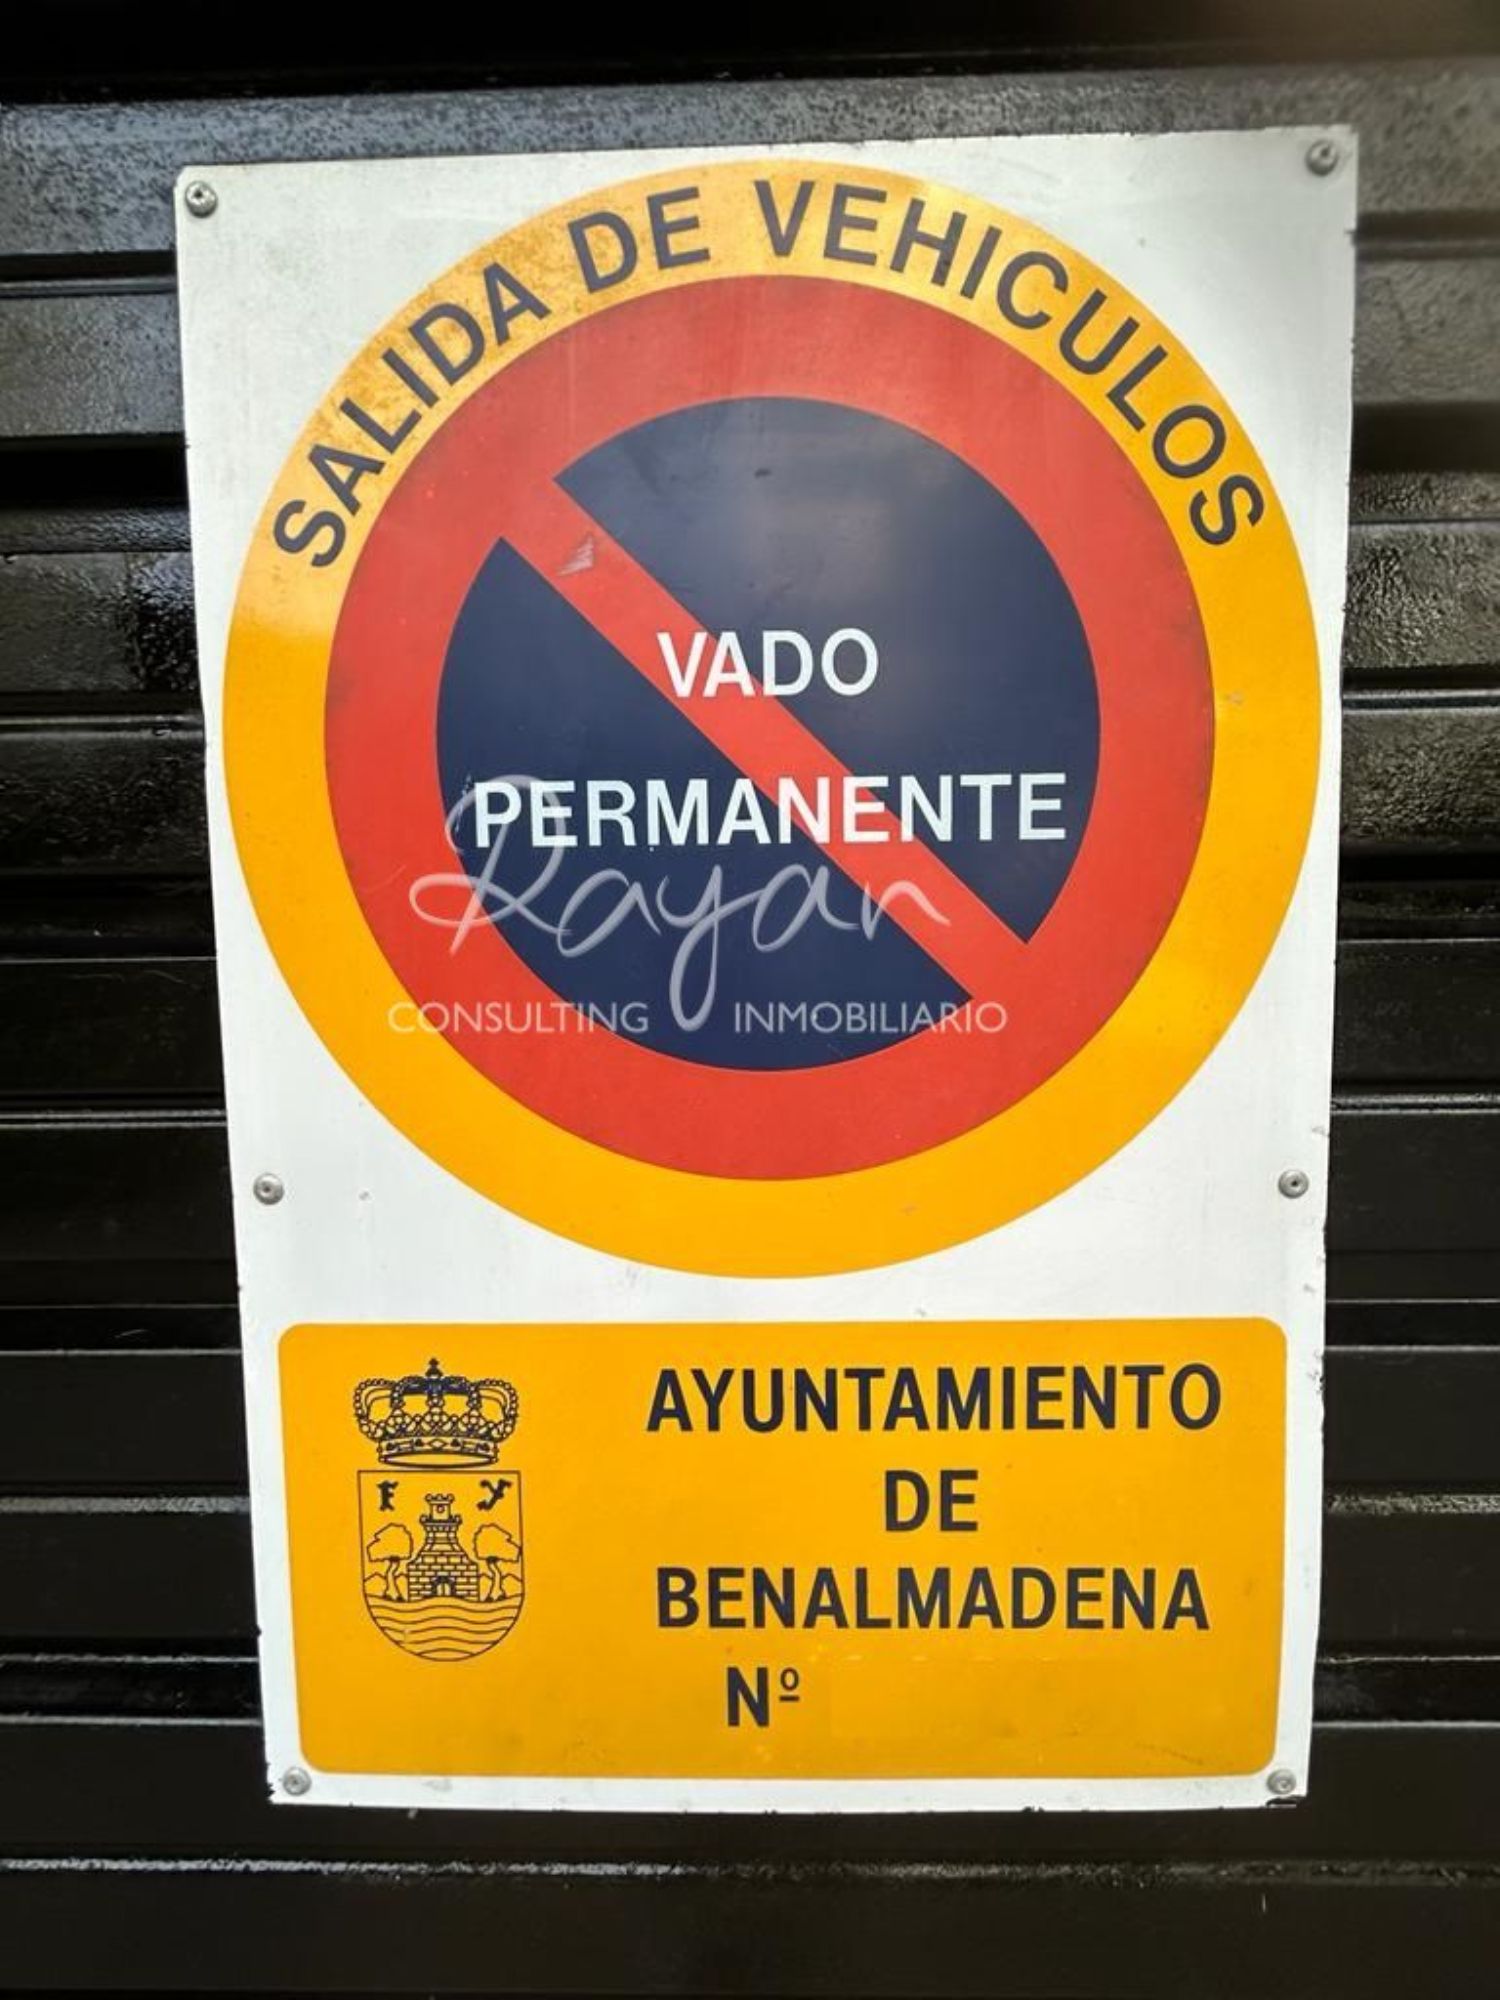 SALIDA DE VEHICULOS
VADO
PERMANENTE
Rayan
CONSULTING INMOBILIARIO
F Y
AYUNTAMIENTO
DE
BENALMADENA
Nº